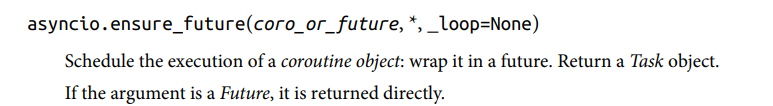 asyncio.ensure_future(coro_or_future, *, _loop=None)
Schedule the execution of a coroutine object: wrap it in a future. Return a Task object.
If the argument is a Future, it is returned directly.